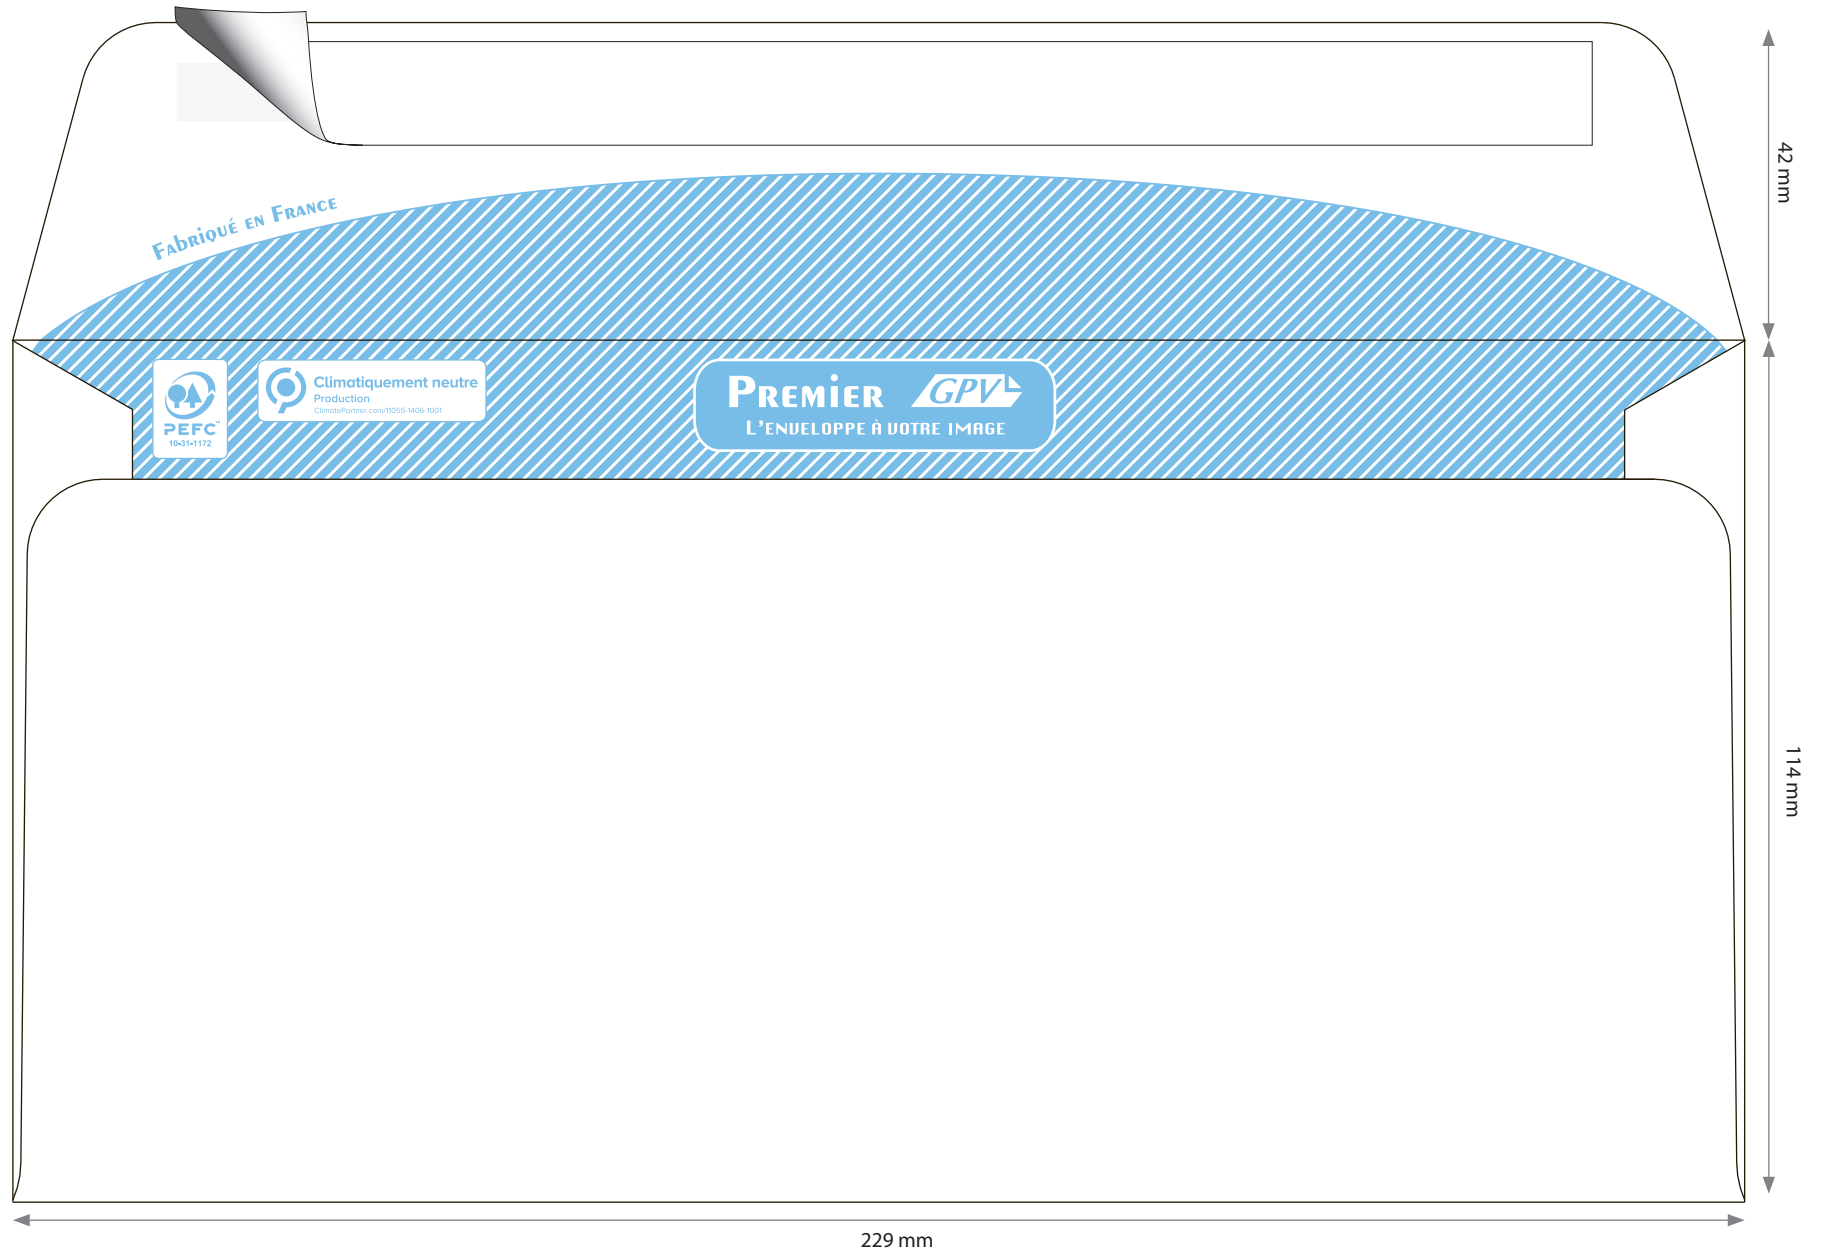 42 mm
Fabriqué en France
PEFC™
10-31-1172
Climatiquement neutre
Production
ClimatePartner.com/11055-1406-1001
Premier GPV
L'enveloppe à votre image
114 mm
229 mm